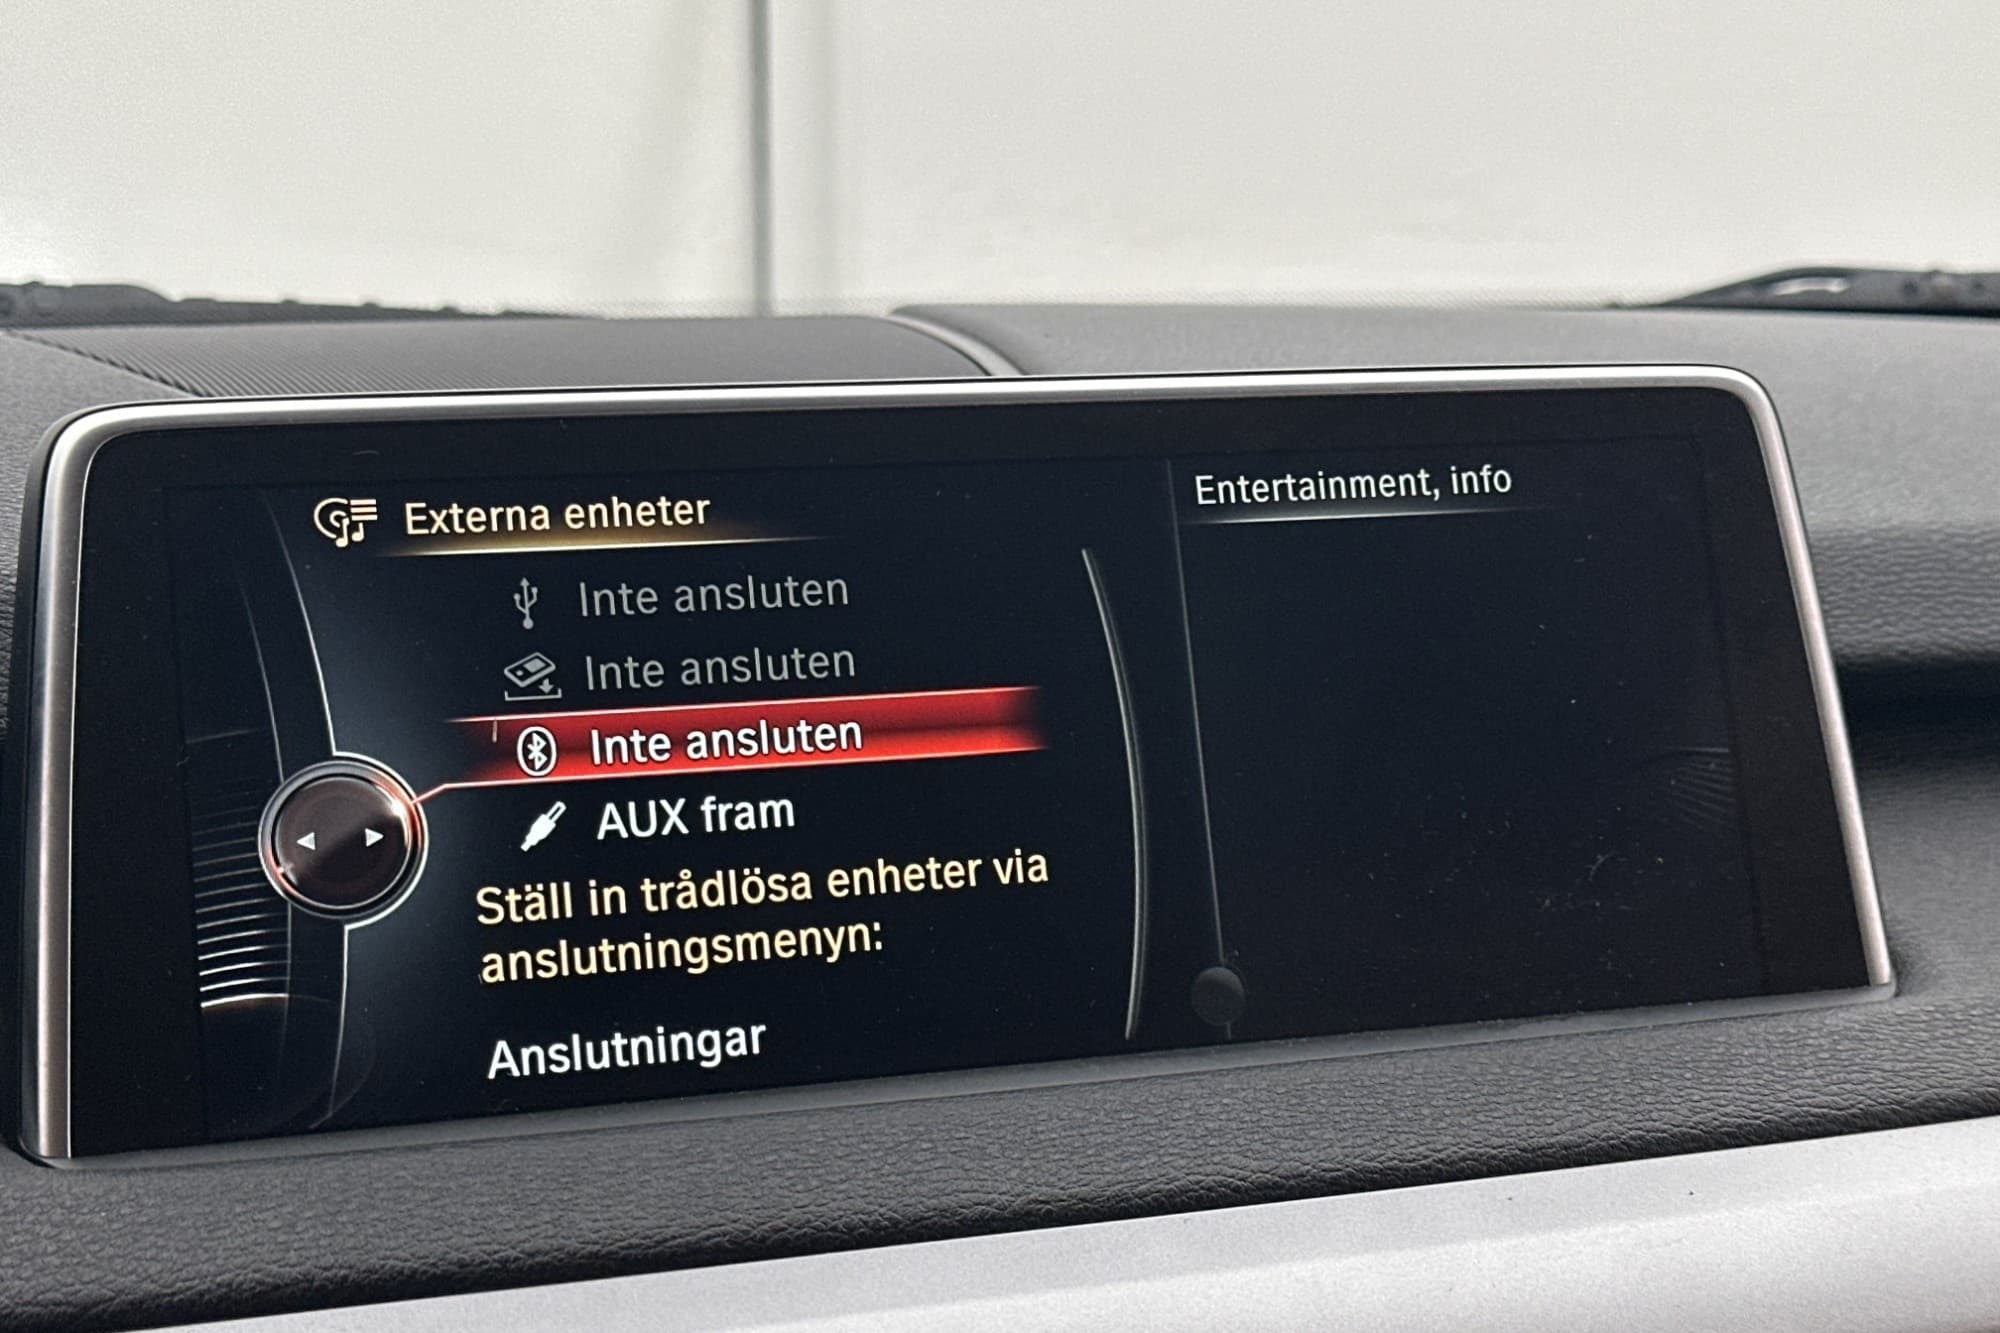 Externa enheter
Inte ansluten
Inte ansluten
Inte ansluten
AUX fram
Ställ in trådlösa enheter via
anslutningsmenyn:
Anslutningar
Entertainment, info